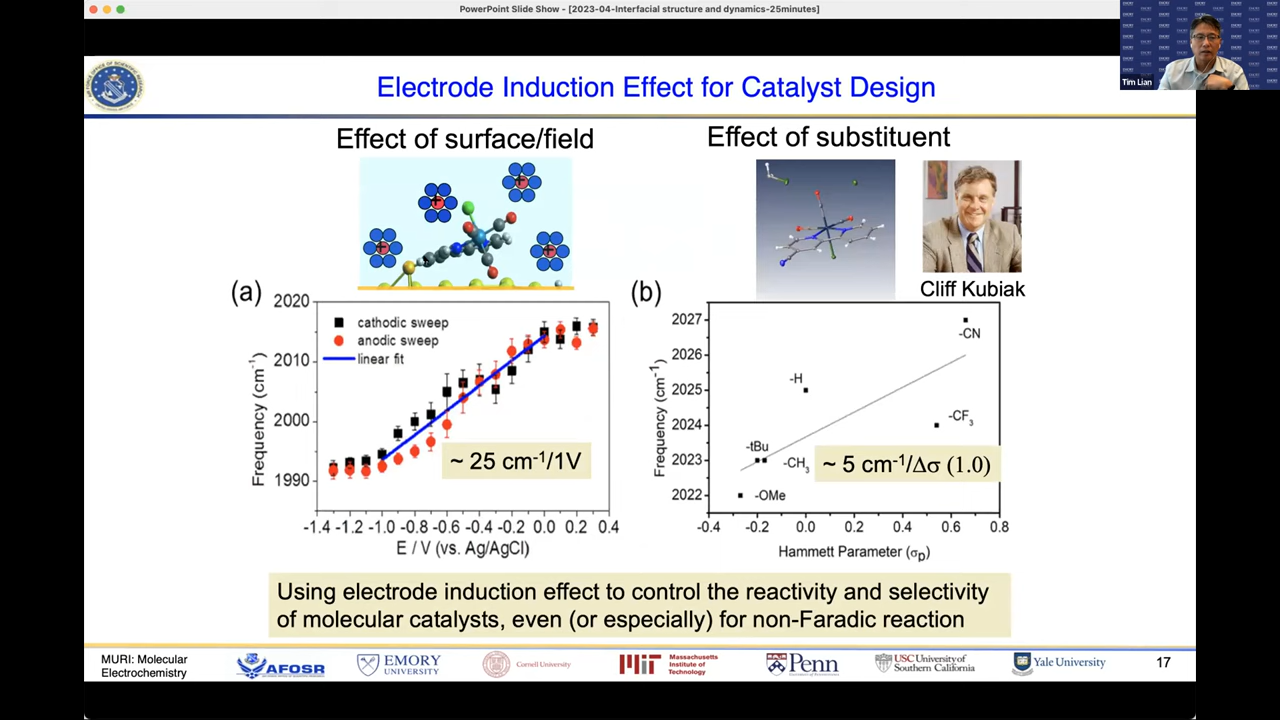 PowerPoint Slide Show - [2023-04-Interfacial structure and dynamics-25minutes]
Tim Lian
Electrode Induction Effect for Catalyst Design
Effect of surface/field
Effect of substituent
Cliff Kubiak
(a)
2020
2010
2000
1990
Frequency (cm⁻¹)
cathodic sweep
anodic sweep
linear fit
~ 25 cm⁻¹/1V
-1.4 -1.2 -1.0 -0.8 -0.6 -0.4 -0.2 0.0 0.2 0.4
E / V (vs. Ag/AgCl)
(b)
2027
2026
2025
2024
2023
2022
Frequency (cm⁻¹)
-CN
-H
-CF₃
-tBu
-CH₃
-OMe
~ 5 cm⁻¹/Δσ (1.0)
-0.4 -0.2 0.0 0.2 0.4 0.6 0.8
Hammett Parameter (σp)
Using electrode induction effect to control the reactivity and selectivity
of molecular catalysts, even (or especially) for non-Faradic reaction
MURI: Molecular
Electrochemistry
AFOSR
EMORY
UNIVERSITY
Cornell University
MIT
Massachusetts
Institute of
Technology
Penn
USC University of
Southern California
Yale University
17